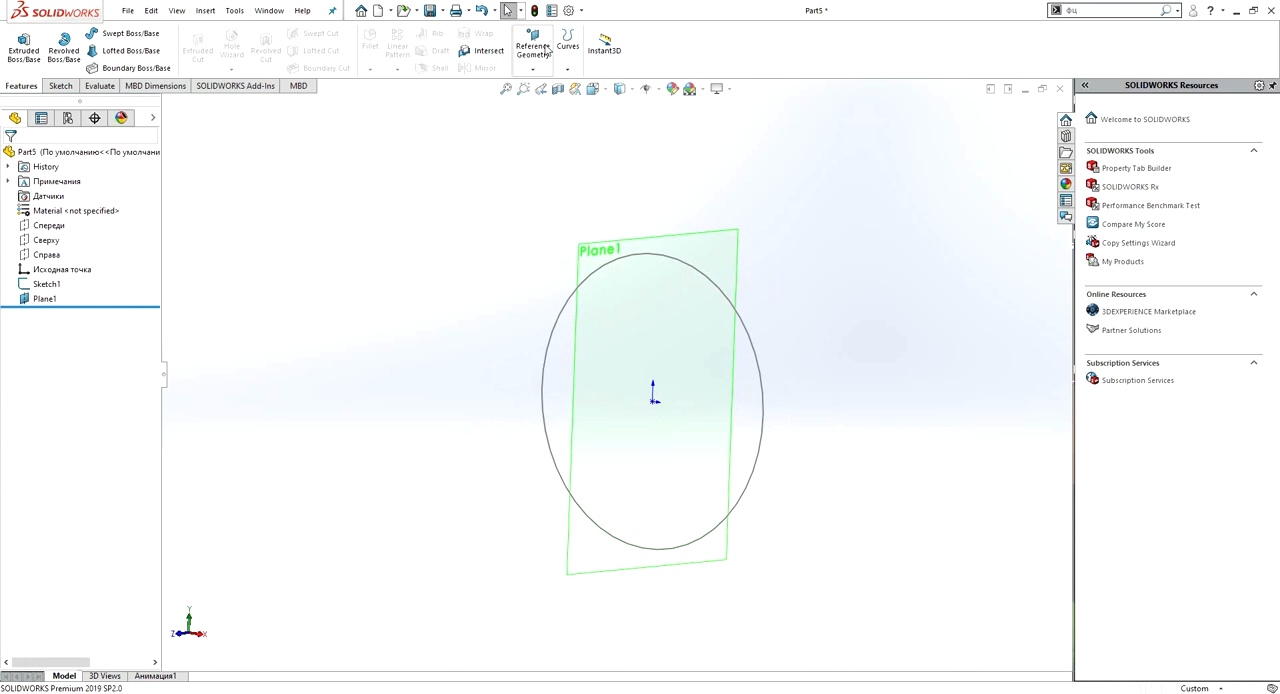 SOLIDWORKS File Edit View Insert Tools Window Help Part5 * фц
Extruded Boss/Base
Revolved Boss/Base
Swept Boss/Base
Lofted Boss/Base
Boundary Boss/Base
Extruded Cut
Hole Wizard
Revolved Cut
Swept Cut
Lofted Cut
Boundary Cut
Fillet
Linear Pattern
Rib
Draft
Shell
Wrap
Intersect
Mirror
Reference Geometry
Curves
Instant3D
Features Sketch Evaluate MBD Dimensions SOLIDWORKS Add-Ins MBD
Part5 (По умолчанию<<По умолчани
History
Примечания
Датчики
Material <not specified>
Спереди
Сверху
Справа
Исходная точка
Sketch1
Plane1
Plane1
Y
Z X
SOLIDWORKS Resources
Welcome to SOLIDWORKS
SOLIDWORKS Tools
Property Tab Builder
SOLIDWORKS Rx
Performance Benchmark Test
Compare My Score
Copy Settings Wizard
My Products
Online Resources
3DEXPERIENCE Marketplace
Partner Solutions
Subscription Services
Subscription Services
Model 3D Views Анимация1
SOLIDWORKS Premium 2019 SP2.0 Custom